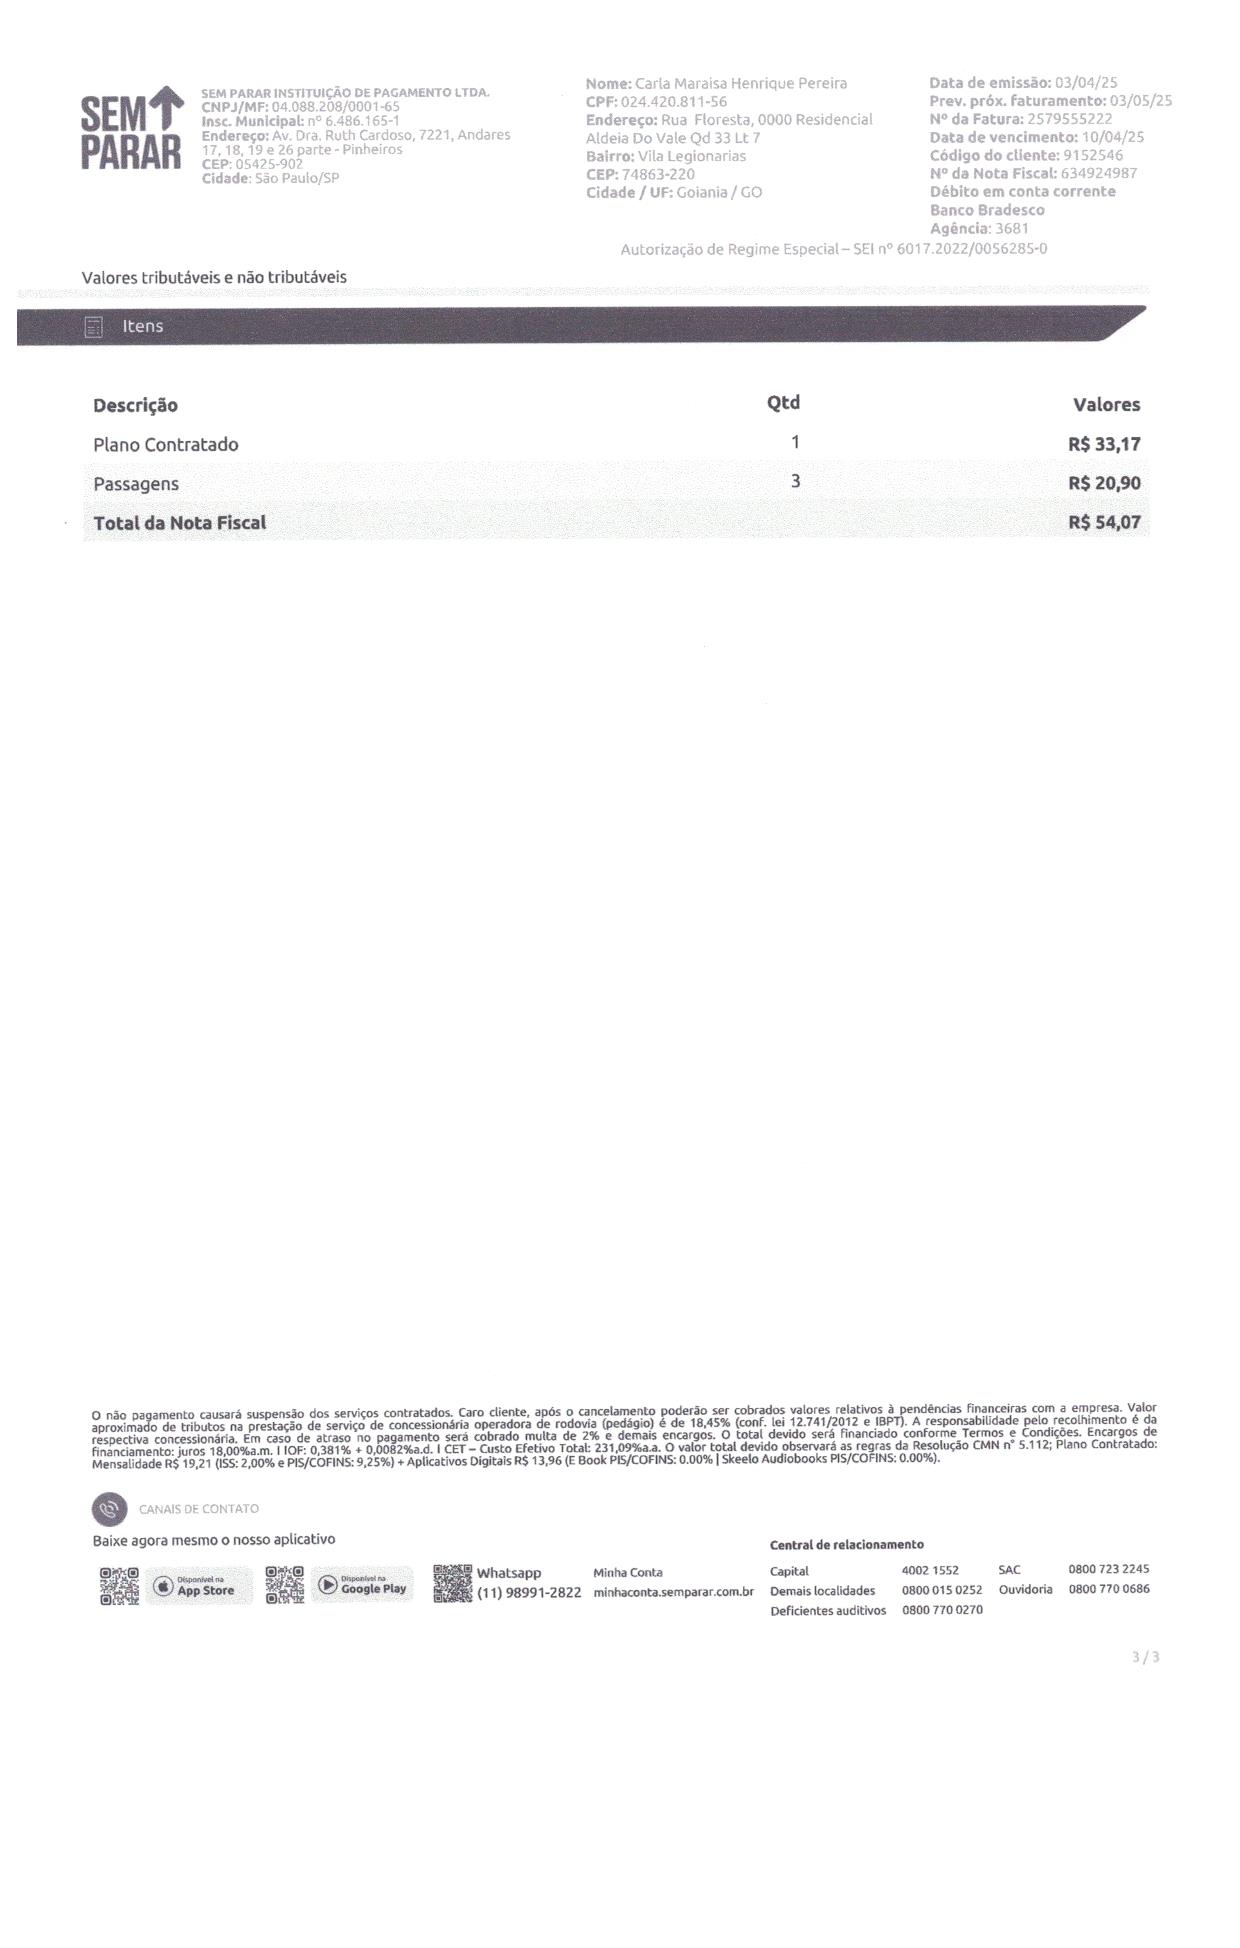 SEM
PARAR
SEM PARAR INSTITUIÇÃO DE PAGAMENTO LTDA.
CNPJ/MF: 04.088.208/0001-65
Insc. Municipal: nº 6.486.165-1
Endereço: Av. Dra. Ruth Cardoso, 7221, Andares
17, 18, 19 e 26 parte - Pinheiros
CEP: 05425-902
Cidade: São Paulo/SP
Nome: Carla Maraisa Henrique Pereira
CPF: 024.420.811-56
Endereço: Rua Floresta, 0000 Residencial
Aldeia Do Vale Qd 33 Lt 7
Bairro: Vila Legionarias
CEP: 74863-220
Cidade / UF: Goiania / GO
Data de emissão: 03/04/25
Prev. próx. faturamento: 03/05/25
Nº da Fatura: 2579555222
Data de vencimento: 10/04/25
Código do cliente: 9152546
Nº da Nota Fiscal: 634924987
Débito em conta corrente
Banco Bradesco
Agência: 3681
Autorização de Regime Especial – SEI nº 6017.2022/0056285-0
Valores tributáveis e não tributáveis
Itens
Descrição Qtd Valores
Plano Contratado 1 R$ 33,17
Passagens 3 R$ 20,90
Total da Nota Fiscal R$ 54,07
O não pagamento causará suspensão dos serviços contratados. Caro cliente, após o cancelamento poderão ser cobrados valores relativos à pendências financeiras com a empresa. Valor
aproximado de tributos na prestação de serviço de concessionária operadora de rodovia (pedágio) é de 18,45% (conf. lei 12.741/2012 e IBPT). A responsabilidade pelo recolhimento é da
respectiva concessionária. Em caso de atraso no pagamento será cobrado multa de 2% e demais encargos. O total devido será financiado conforme Termos e Condições. Encargos de
financiamento: juros 18,00%a.m. I IOF: 0,381% + 0,0082%a.d. I CET – Custo Efetivo Total: 231,09%a.a. O valor total devido observará as regras da Resolução CMN n° 5.112; Plano Contratado:
Mensalidade R$ 19,21 (ISS: 2,00% e PIS/COFINS: 9,25%) + Aplicativos Digitais R$ 13,96 (E Book PIS/COFINS: 0.00% | Skeelo Audiobooks PIS/COFINS: 0.00%).
CANAIS DE CONTATO
Baixe agora mesmo o nosso aplicativo
Disponível na
App Store
Disponível na
Google Play
Whatsapp
(11) 98991-2822
Minha Conta
minhaconta.semparar.com.br
Central de relacionamento
Capital 4002 1552 SAC 0800 723 2245
Demais localidades 0800 015 0252 Ouvidoria 0800 770 0686
Deficientes auditivos 0800 770 0270
3 / 3